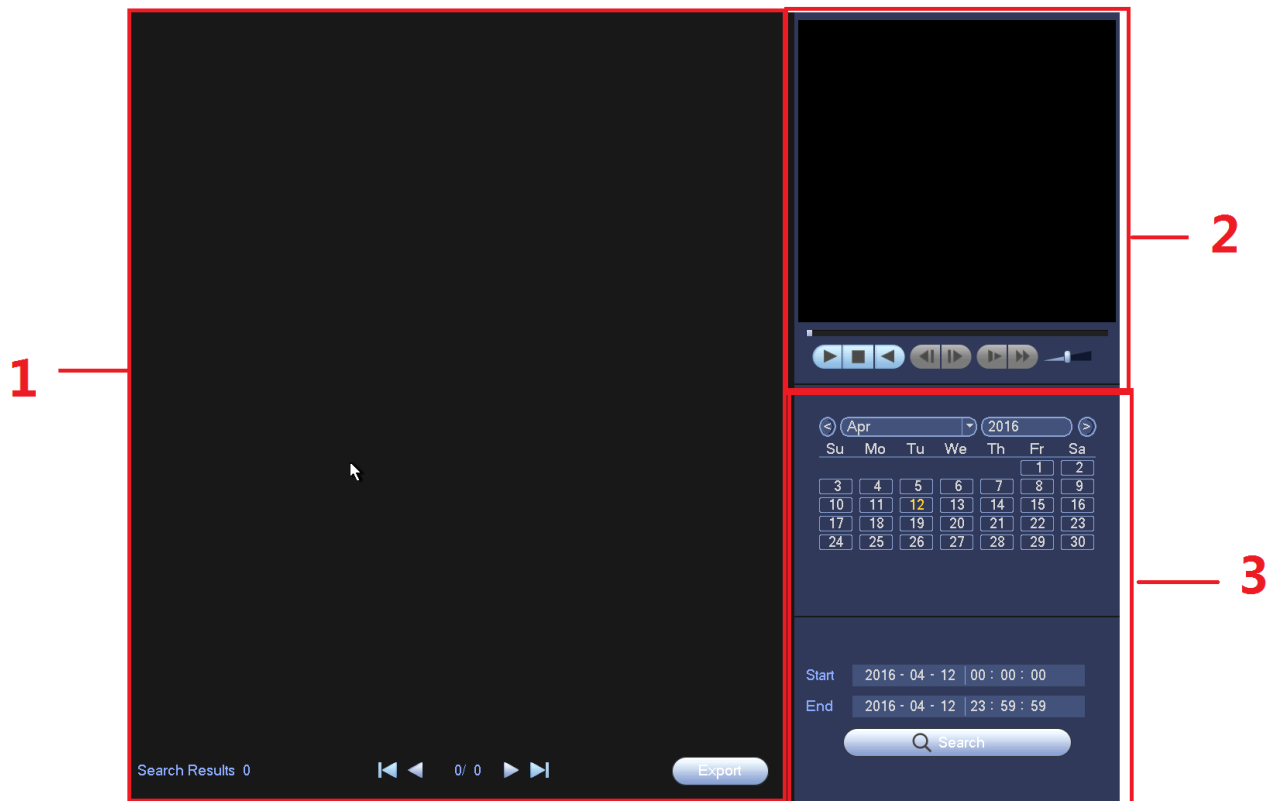 1
Search Results 0
0/ 0
Export
2
Apr 2016
Su Mo Tu We Th Fr Sa
1 2
3 4 5 6 7 8 9
10 11 12 13 14 15 16
17 18 19 20 21 22 23
24 25 26 27 28 29 30
3
Start 2016 - 04 - 12 00 : 00 : 00
End 2016 - 04 - 12 23 : 59 : 59
Search